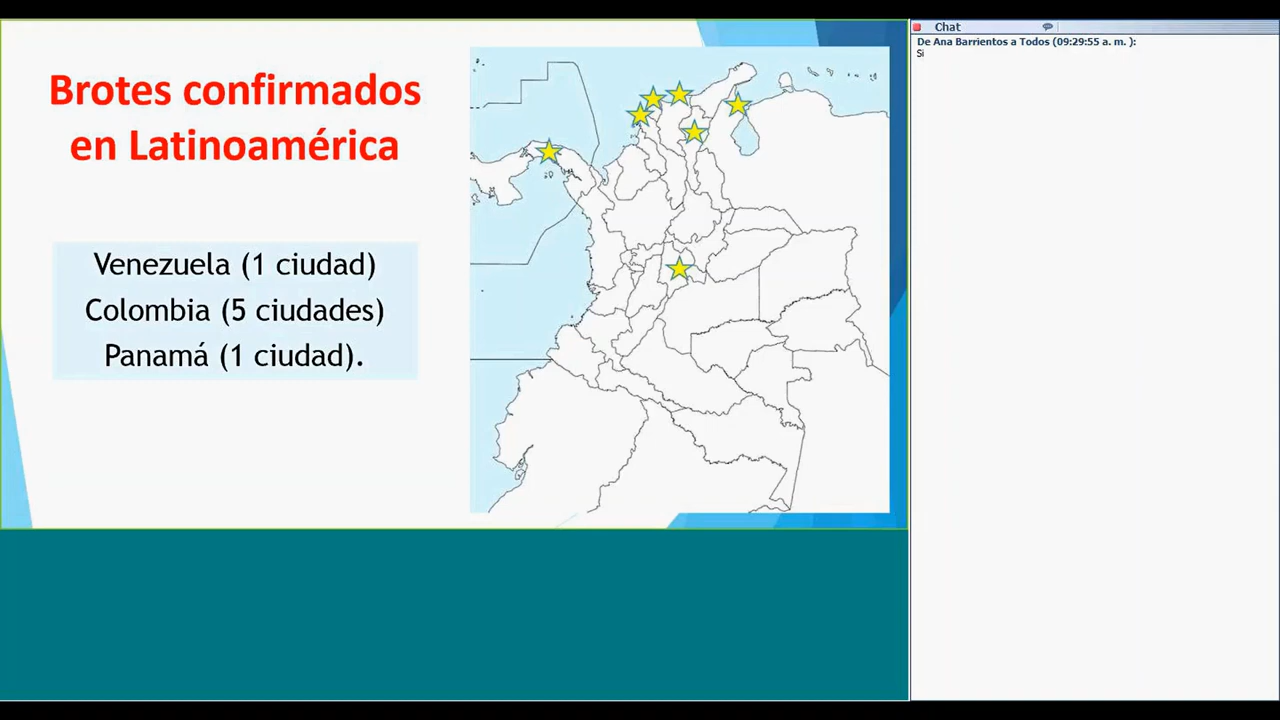 Brotes confirmados
en Latinoamérica
Venezuela (1 ciudad)
Colombia (5 ciudades)
Panamá (1 ciudad).
Chat
De Ana Barrientos a Todos (09:29:55 a. m. ):
Si